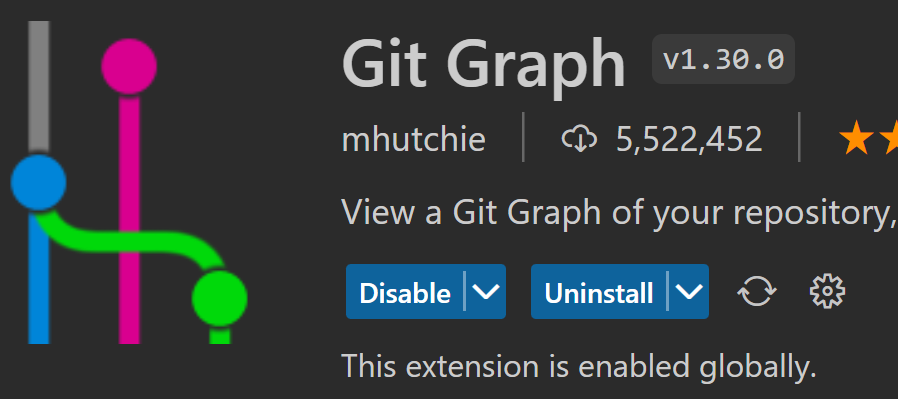 Git Graph v1.30.0
mhutchie 5,522,452
View a Git Graph of your repository,
Disable Uninstall
This extension is enabled globally.